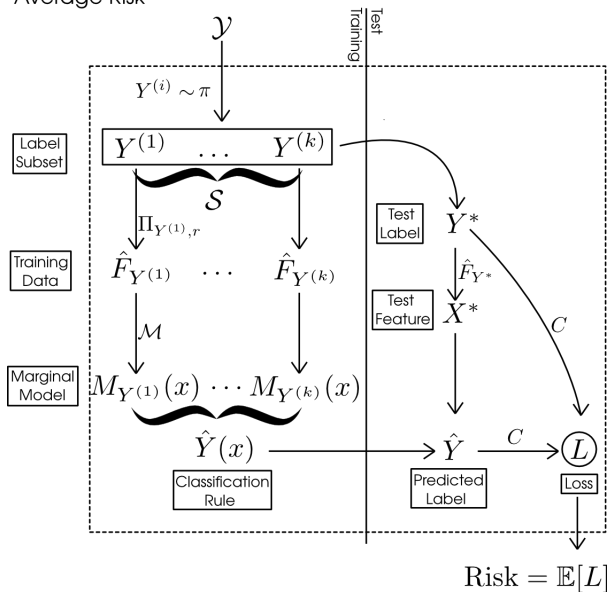 Average Risk
𝒴
Test
Training
Y^{(i)} ∼ π
Label
Subset
Y^{(1)} … Y^{(k)}
𝒮
Π_{Y^{(1)},r}
Test
Label
Y^*
Training
Data
F̂_{Y^{(1)}} … F̂_{Y^{(k)}}
F̂_{Y^*}
Test
Feature
X^*
C
ℳ
Marginal
Model
M_{Y^{(1)}}(x) ⋯ M_{Y^{(k)}}(x)
Ŷ(x)
Ŷ
C
L
Classification
Rule
Predicted
Label
Loss
Risk = 𝔼[L]